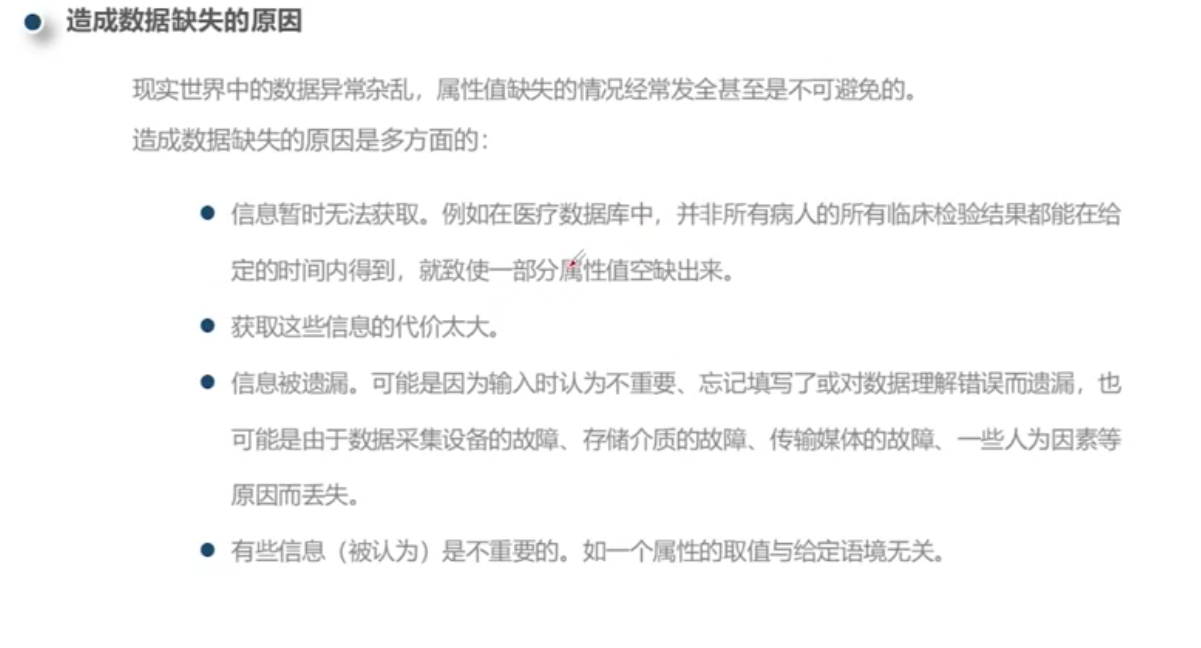 造成数据缺失的原因
现实世界中的数据异常杂乱，属性值缺失的情况经常发全甚至是不可避免的。
造成数据缺失的原因是多方面的：
信息暂时无法获取。例如在医疗数据库中，并非所有病人的所有临床检验结果都能在给
定的时间内得到，就致使一部分属性值空缺出来。
获取这些信息的代价太大。
信息被遗漏。可能是因为输入时认为不重要、忘记填写了或对数据理解错误而遗漏，也
可能是由于数据采集设备的故障、存储介质的故障、传输媒体的故障、一些人为因素等
原因而丢失。
有些信息（被认为）是不重要的。如一个属性的取值与给定语境无关。